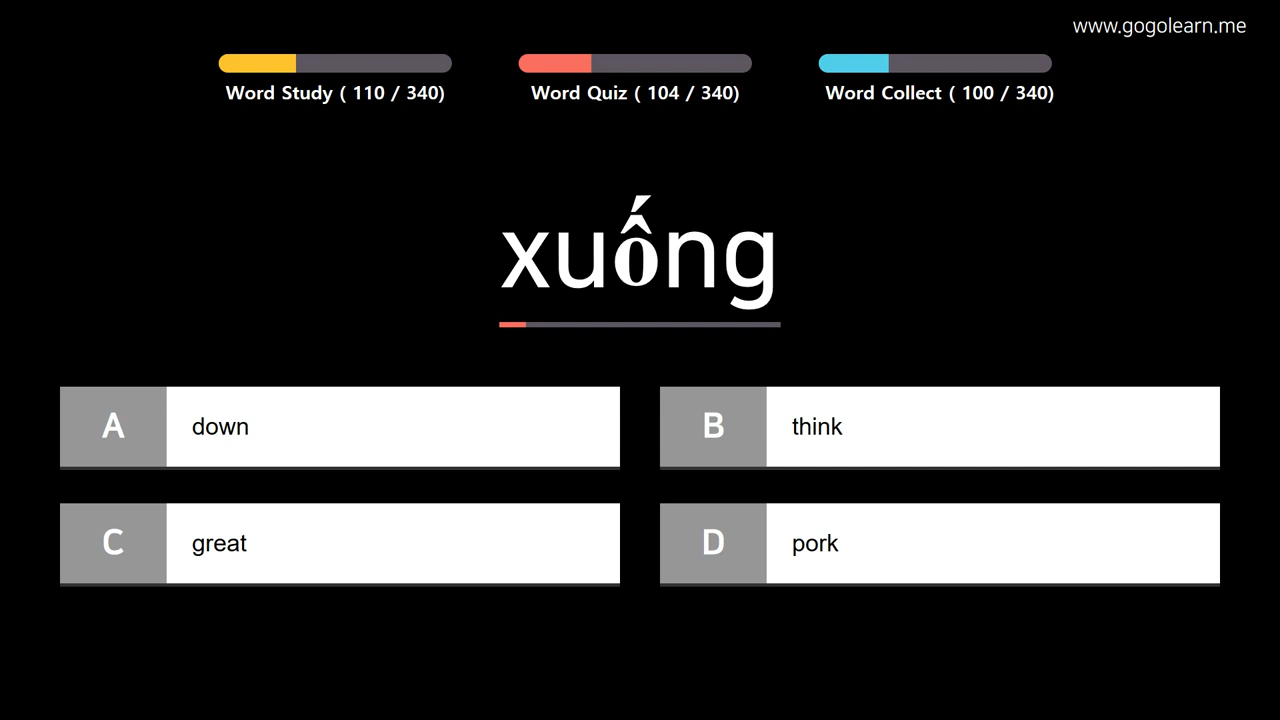 www.gogolearn.me
Word Study ( 110 / 340)
Word Quiz ( 104 / 340)
Word Collect ( 100 / 340)
xuống
A down
B think
C great
D pork